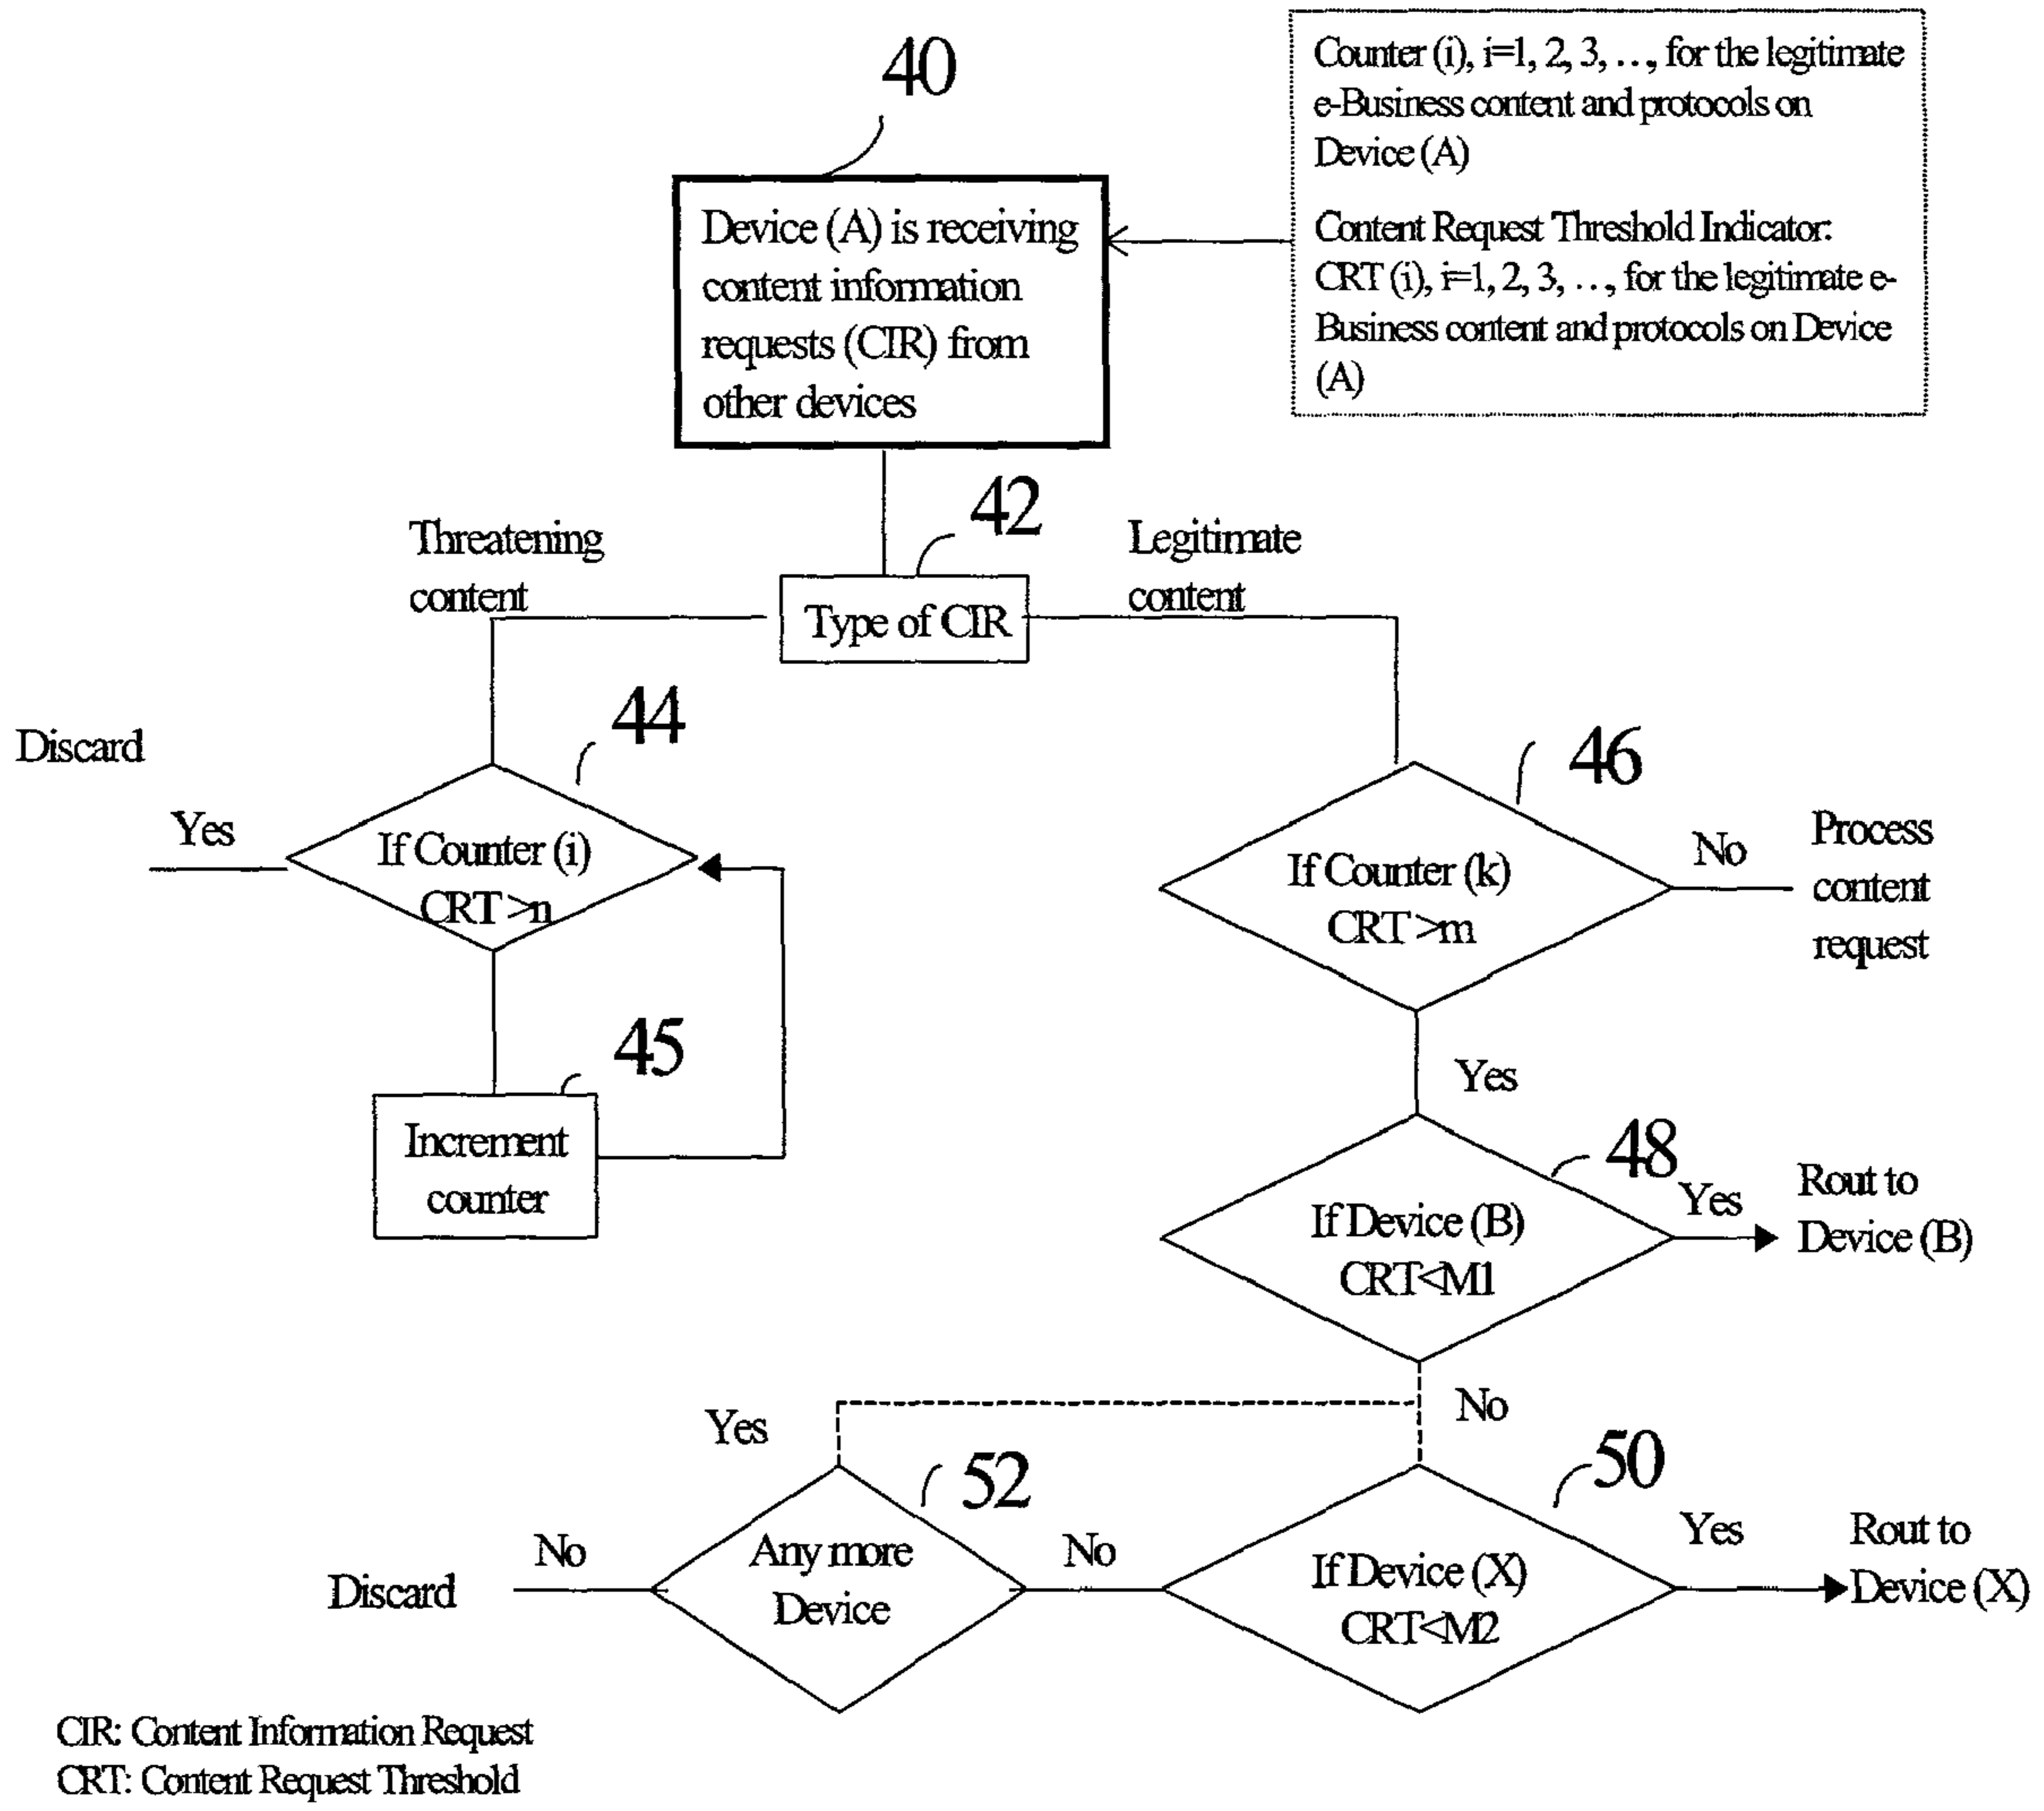 40
Counter (i), i=1, 2, 3, . . , for the legitimate
e-Business content and protocols on
Device (A)
Content Request Threshold Indicator:
CRT (i), i=1, 2, 3, . . , for the legitimate e-
Business content and protocols on Device
(A)
Device (A) is receiving
content information
requests (CIR) from
other devices
42
Threatening
content
Legitimate
content
Type of CIR
44
Discard
Yes
If Counter (i)
CRT >n
46
If Counter (k)
CRT >m
No
Process
content
request
45
Increment
counter
Yes
48
If Device (B)
CRT<M1
Yes
Rout to
Device (B)
No
Yes
52
50
Discard
No
Any more
Device
No
If Device (X)
CRT<M2
Yes
Rout to
Device (X)
CIR: Content Information Request
CRT: Content Request Threshold